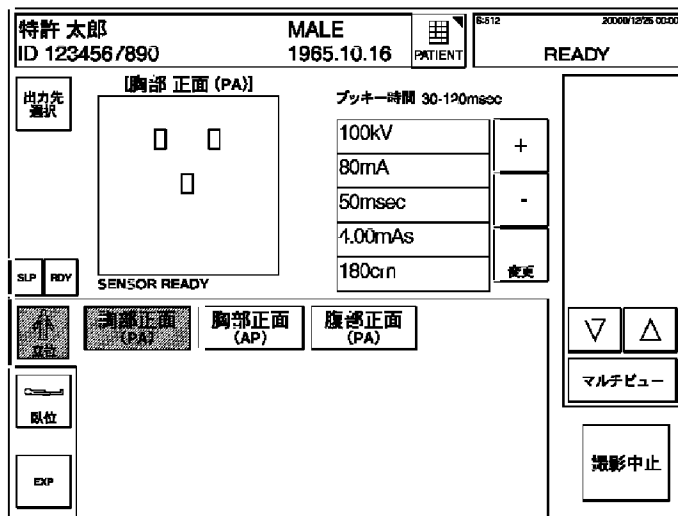 特許 太郎
MALE
ID 1234567890
1965.10.16
PATIENT
READY
出力先
選択
[胸部 正面 (PA)]
ブッキー時間 30-120msec
100kV
80mA
50msec
4.00mAs
180cm
+
-
変更
SLP
RDY
SENSOR READY
立位
胸部正面
(PA)
胸部正面
(AP)
腹部正面
(PA)
▽
△
マルチビュー
臥位
EXP
撮影中止